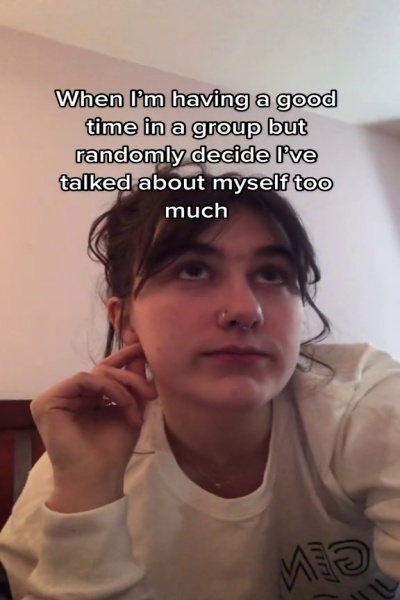 When I'm having a good
time in a group but
randomly decide I've
talked about myself too
much